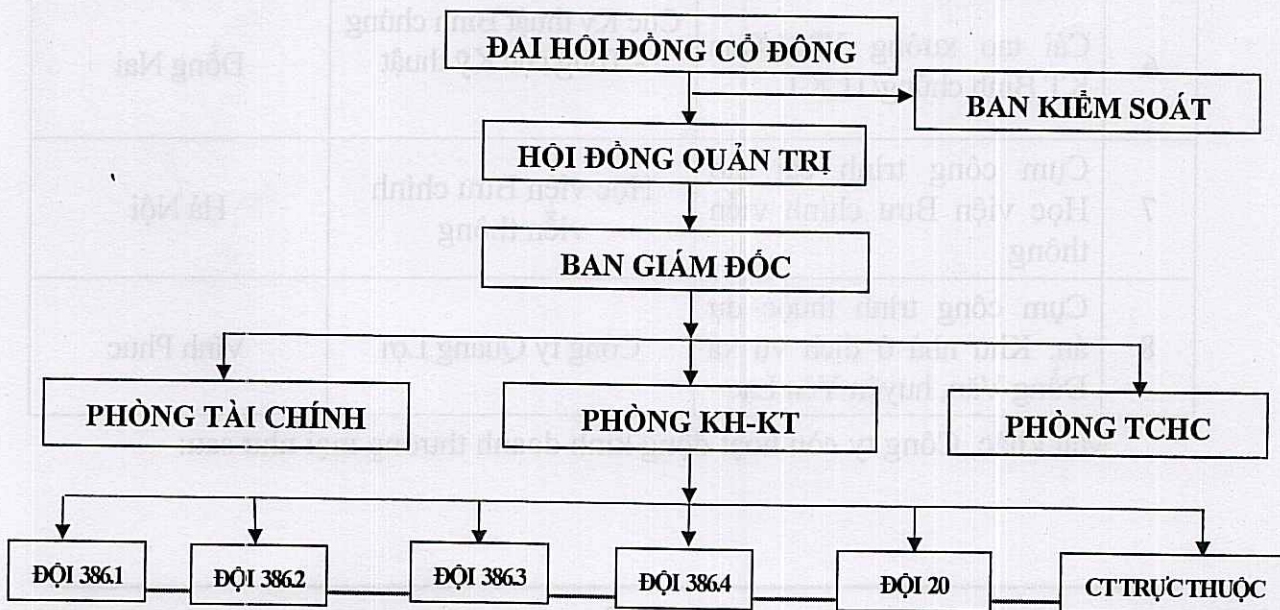 ĐẠI HỘI ĐỒNG CỔ ĐÔNG
BAN KIỂM SOÁT
HỘI ĐỒNG QUẢN TRỊ
BAN GIÁM ĐỐC
PHÒNG TÀI CHÍNH
PHÒNG KH-KT
PHÒNG TCHC
ĐỘI 386.1
ĐỘI 386.2
ĐỘI 386.3
ĐỘI 386.4
ĐỘI 20
CT TRỰC THUỘC